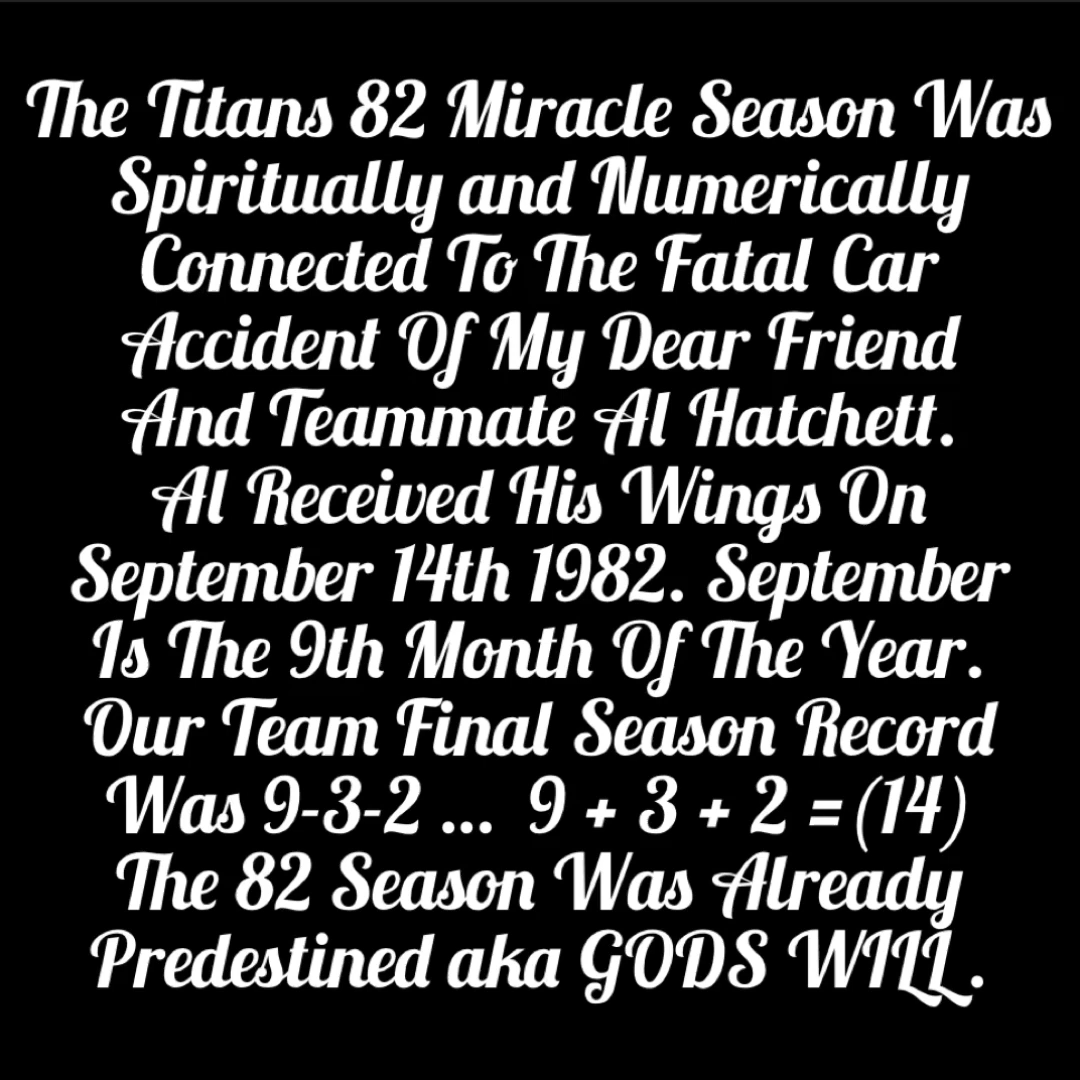 The Titans 82 Miracle Season Was
Spiritually and Numerically
Connected To The Fatal Car
Accident Of My Dear Friend
And Teammate Al Hatchett.
Al Received His Wings On
September 14th 1982. September
Is The 9th Month Of The Year.
Our Team Final Season Record
Was 9-3-2 ... 9 + 3 + 2 = (14)
The 82 Season Was Already
Predestined aka GODS WILL.